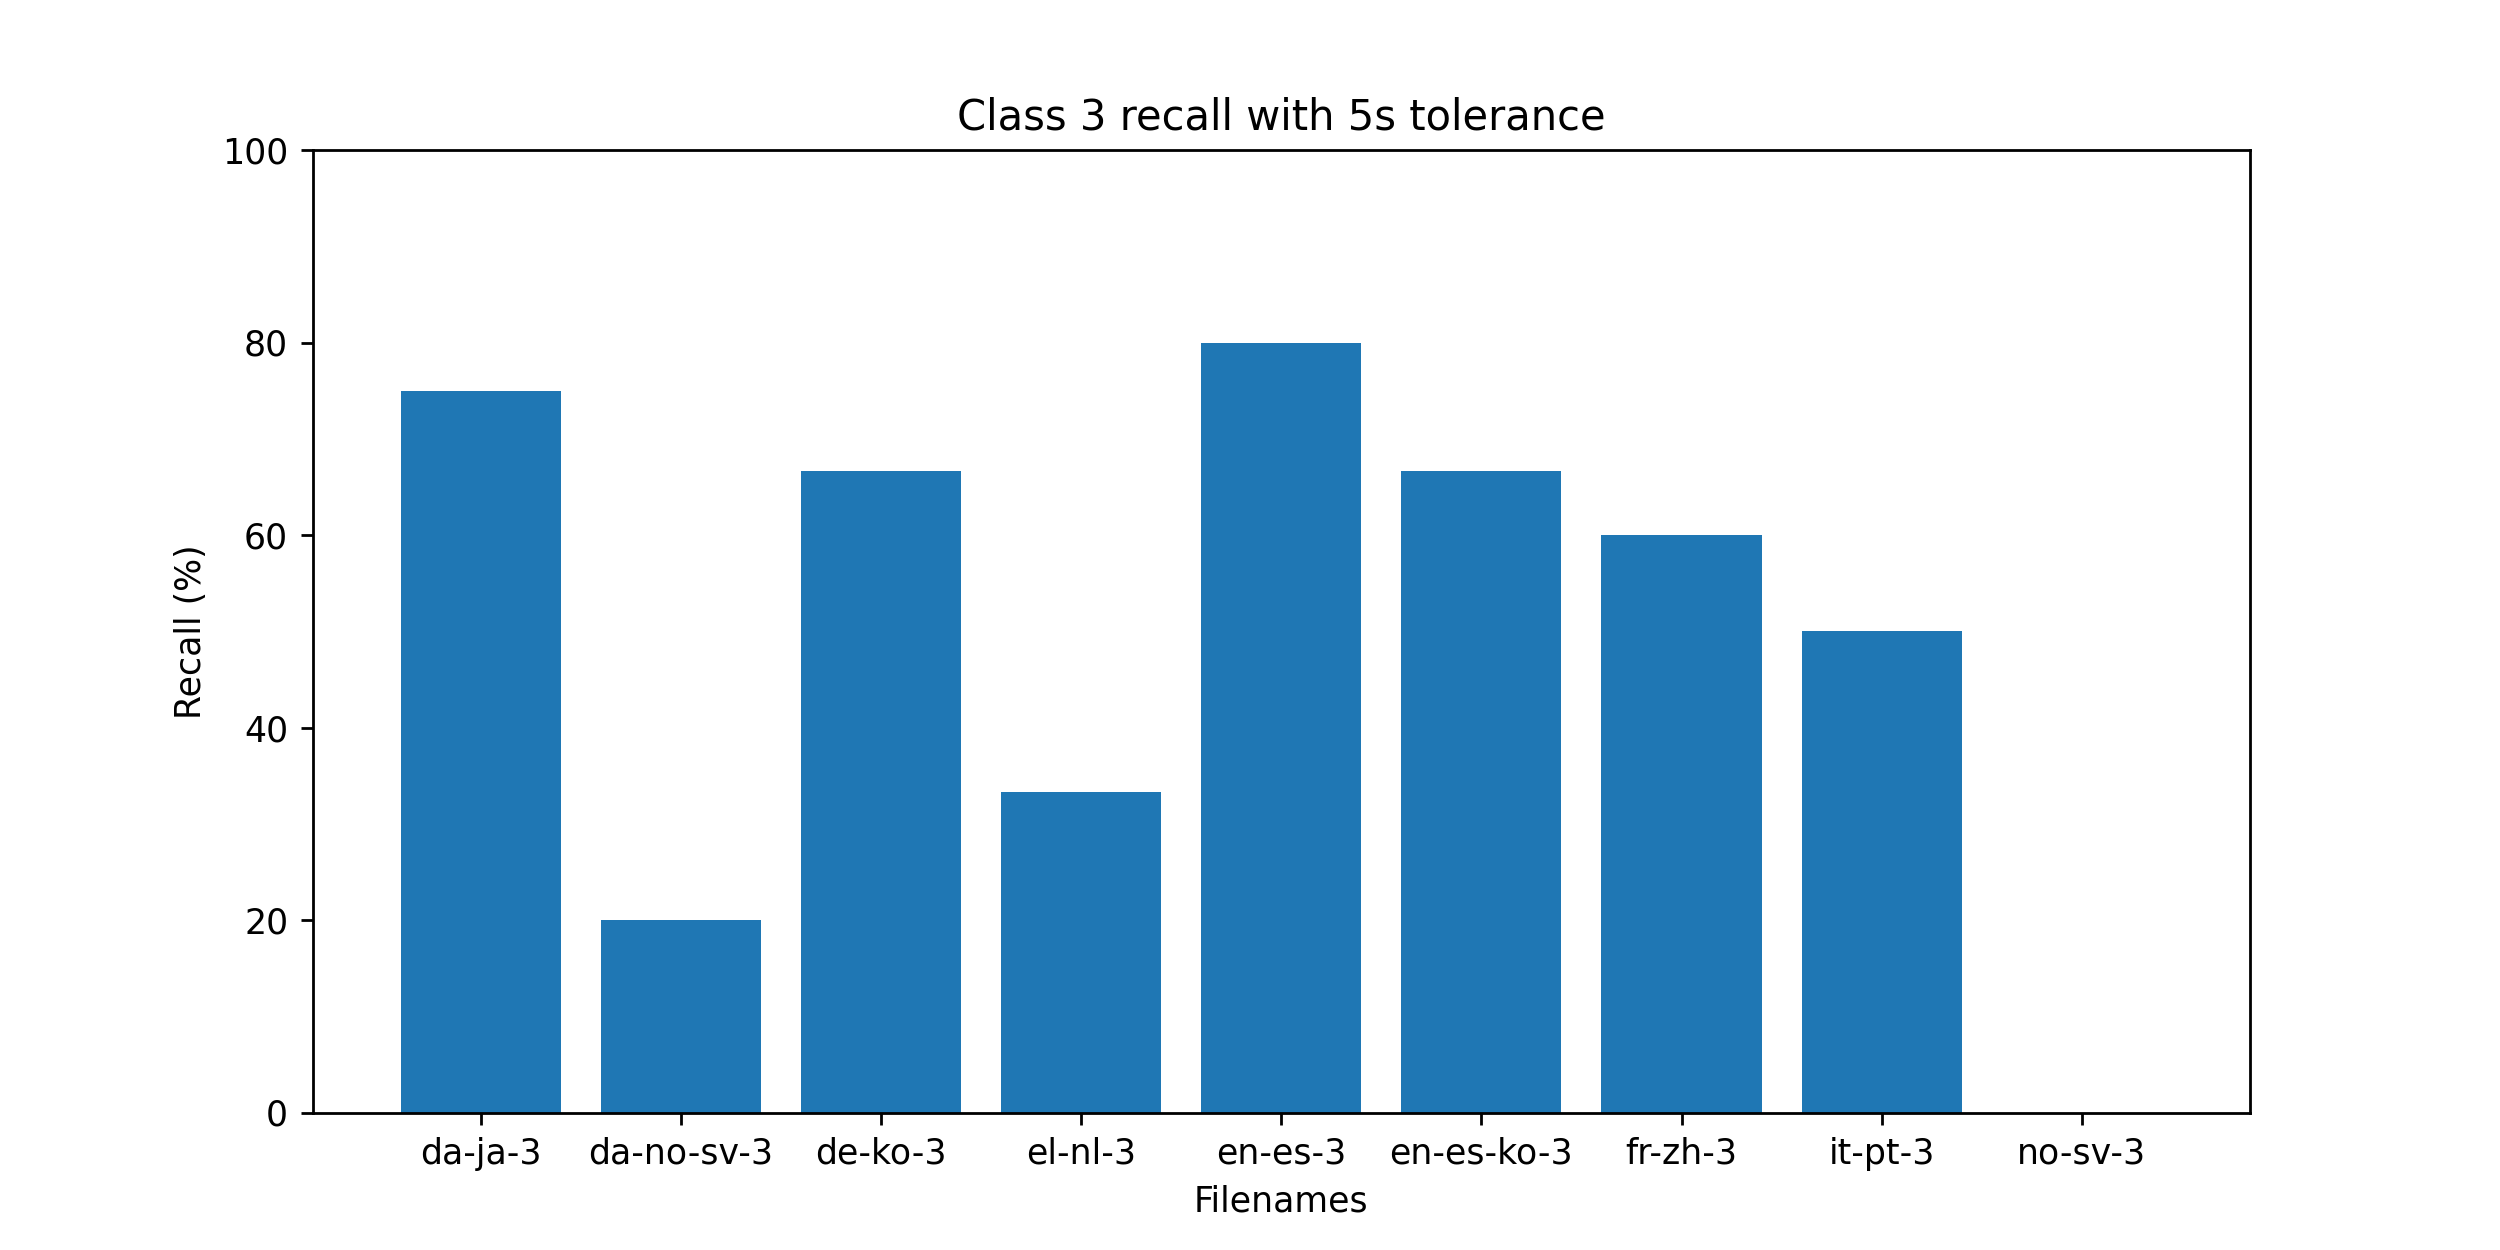 Class 3 recall with 5s tolerance
100
80
60
40
20
0
Recall (%)
da-ja-3 da-no-sv-3 de-ko-3 el-nl-3 en-es-3 en-es-ko-3 fr-zh-3 it-pt-3 no-sv-3
Filenames